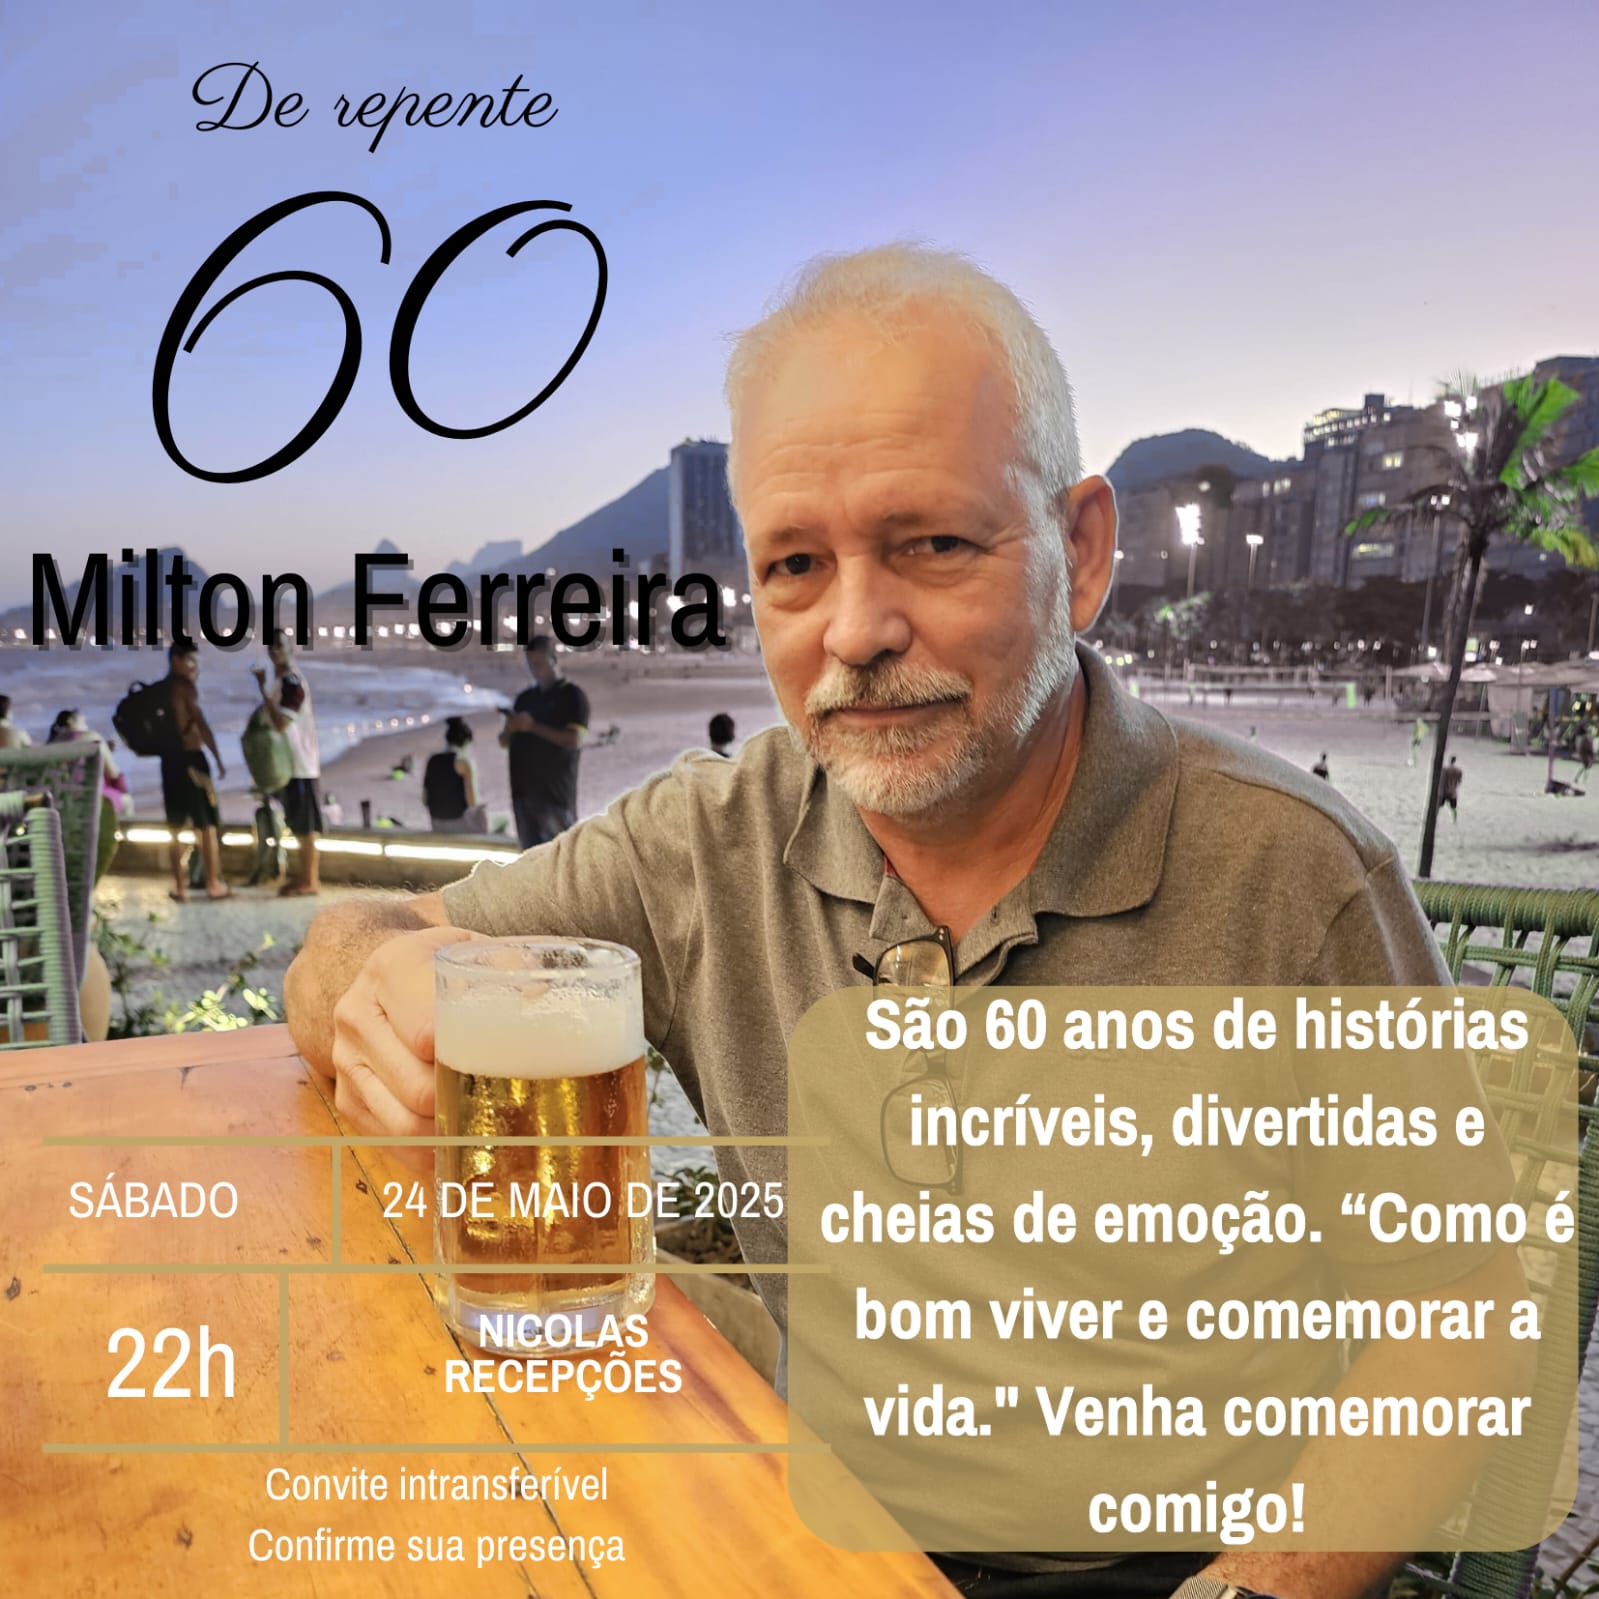 De repente
60
Milton Ferreira
SÁBADO
24 DE MAIO DE 2025
22h
NICOLAS
RECEPÇÕES
Convite intransferível
Confirme sua presença
São 60 anos de histórias
incríveis, divertidas e
cheias de emoção. “Como é
bom viver e comemorar a
vida." Venha comemorar
comigo!